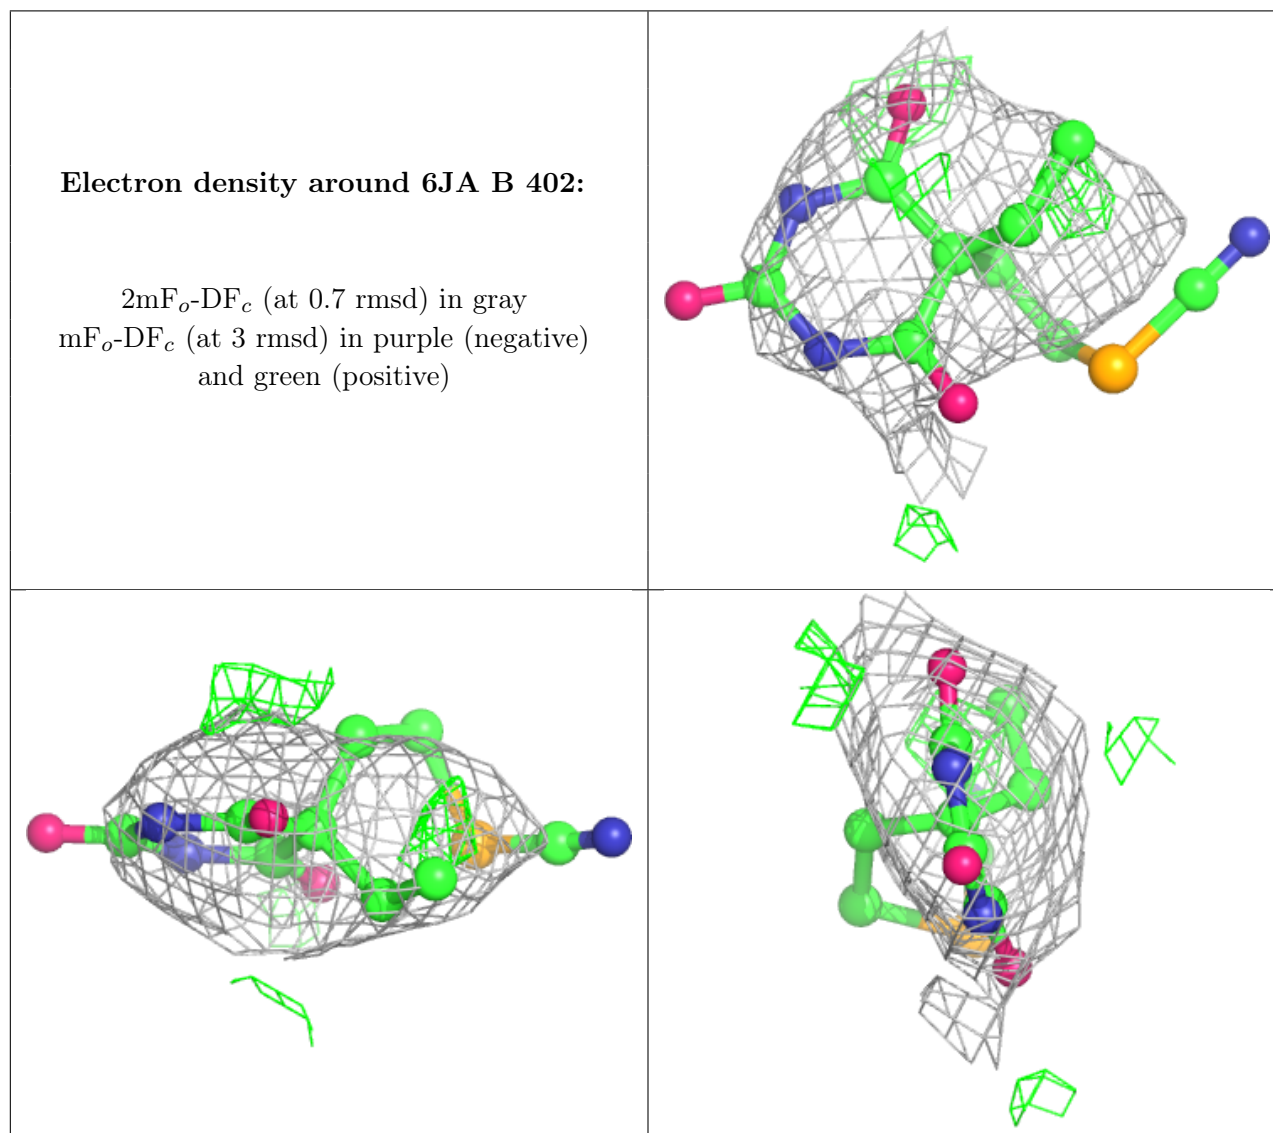 Electron density around 6JA B 402:
2mFo-DFc (at 0.7 rmsd) in gray
mFo-DFc (at 3 rmsd) in purple (negative)
and green (positive)